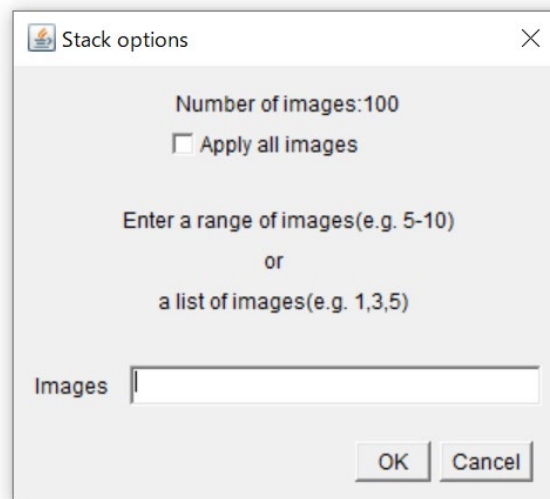 Stack options
Number of images:100
Apply all images
Enter a range of images(e.g. 5-10)
or
a list of images(e.g. 1,3,5)
Images
OK Cancel